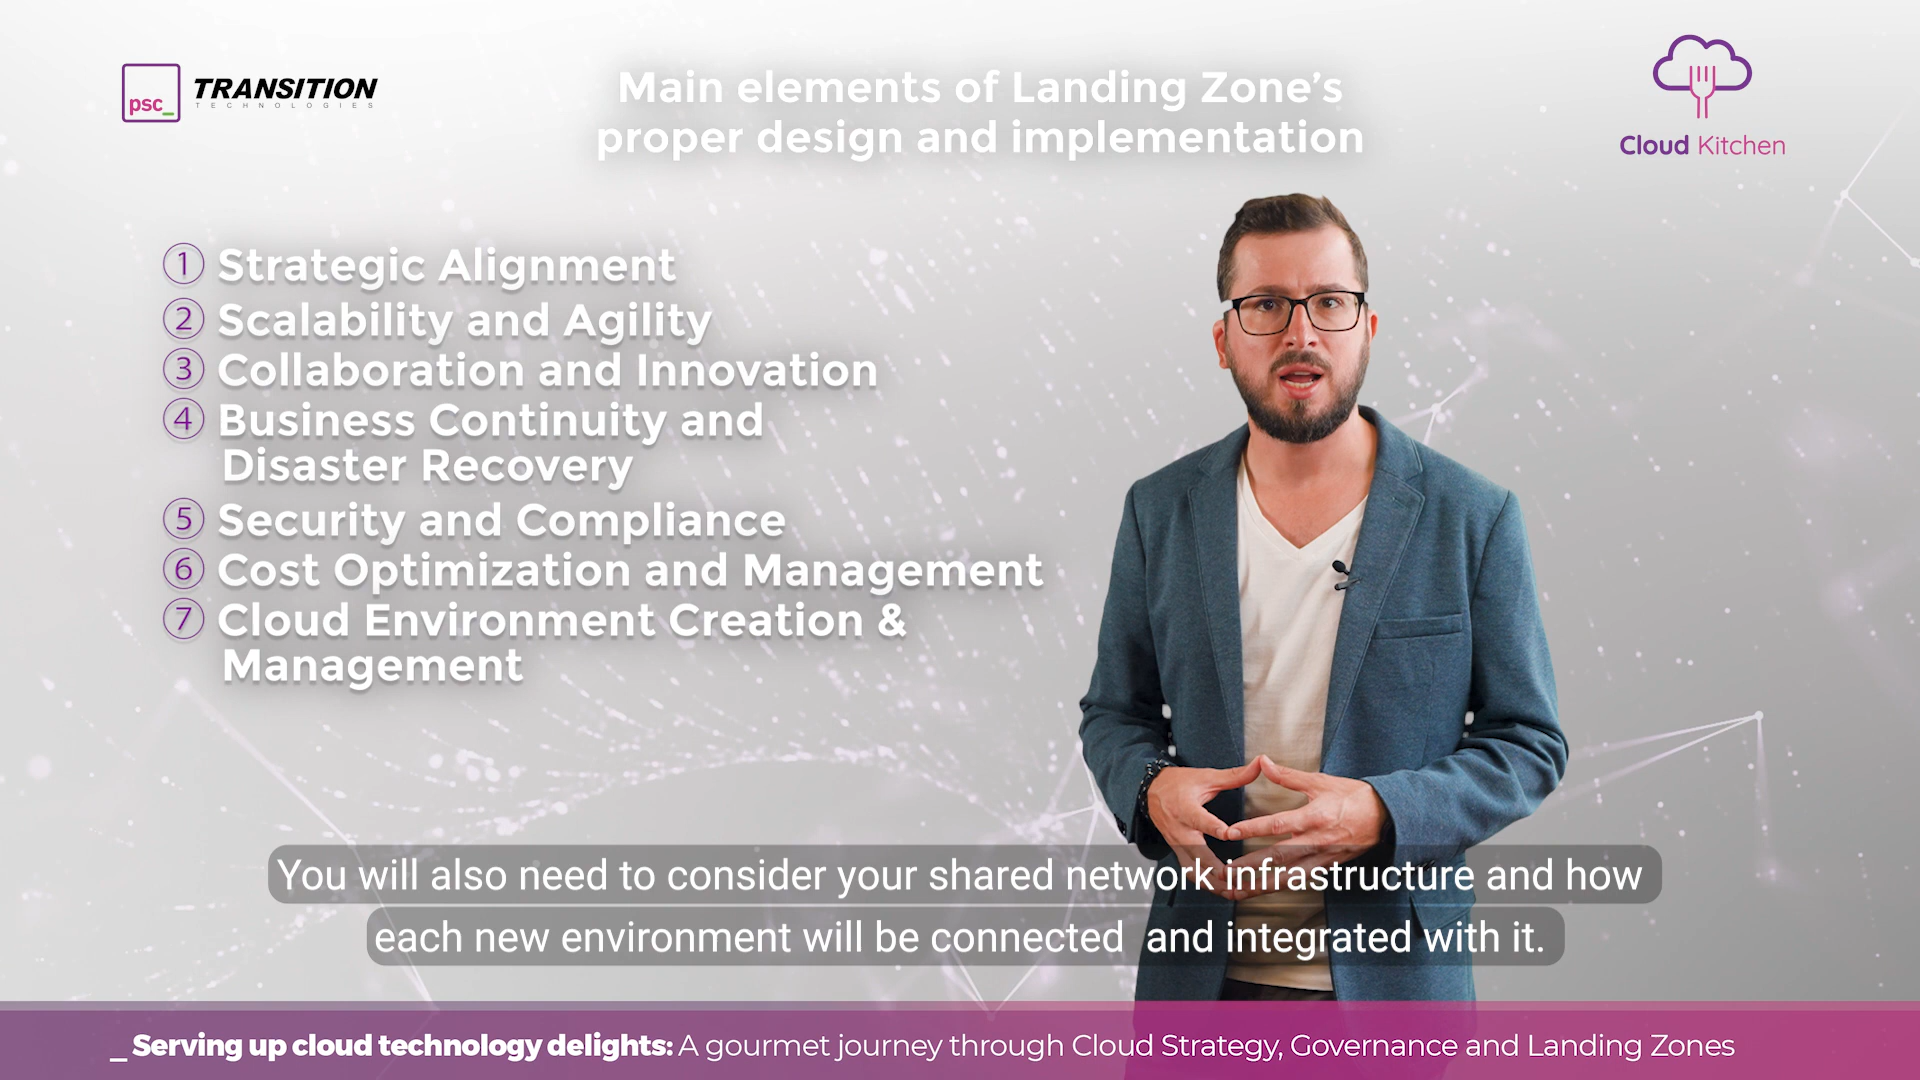 psc_
TRANSITION
TECHNOLOGIES
Main elements of Landing Zone’s
proper design and implementation
Cloud Kitchen
1 Strategic Alignment
2 Scalability and Agility
3 Collaboration and Innovation
4 Business Continuity and
Disaster Recovery
5 Security and Compliance
6 Cost Optimization and Management
7 Cloud Environment Creation &
Management
You will also need to consider your shared network infrastructure and how
each new environment will be connected and integrated with it.
_ Serving up cloud technology delights: A gourmet journey through Cloud Strategy, Governance and Landing Zones